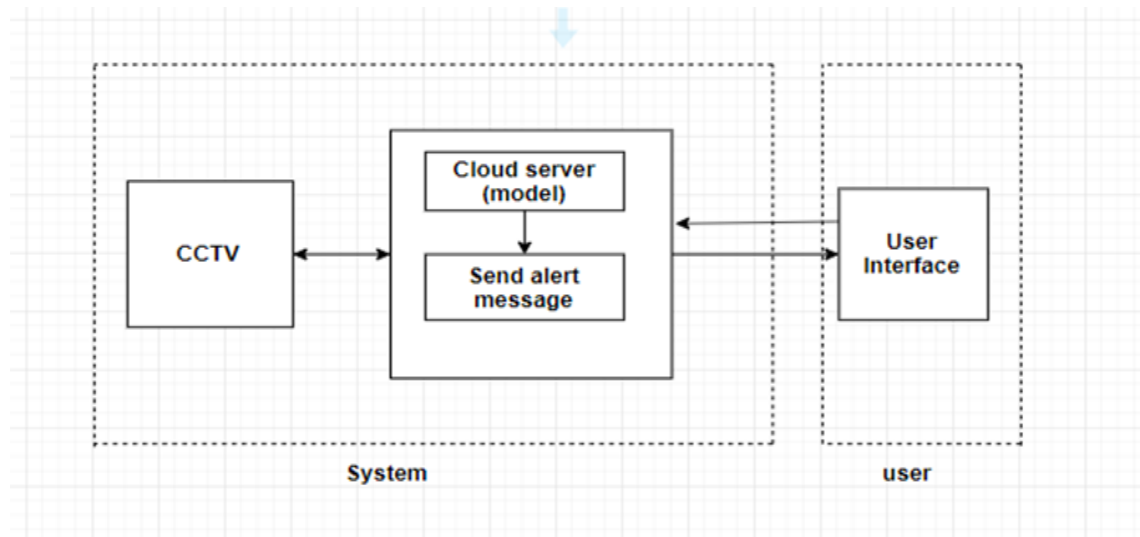 Cloud server
(model)
CCTV
Send alert
message
User
Interface
System
user